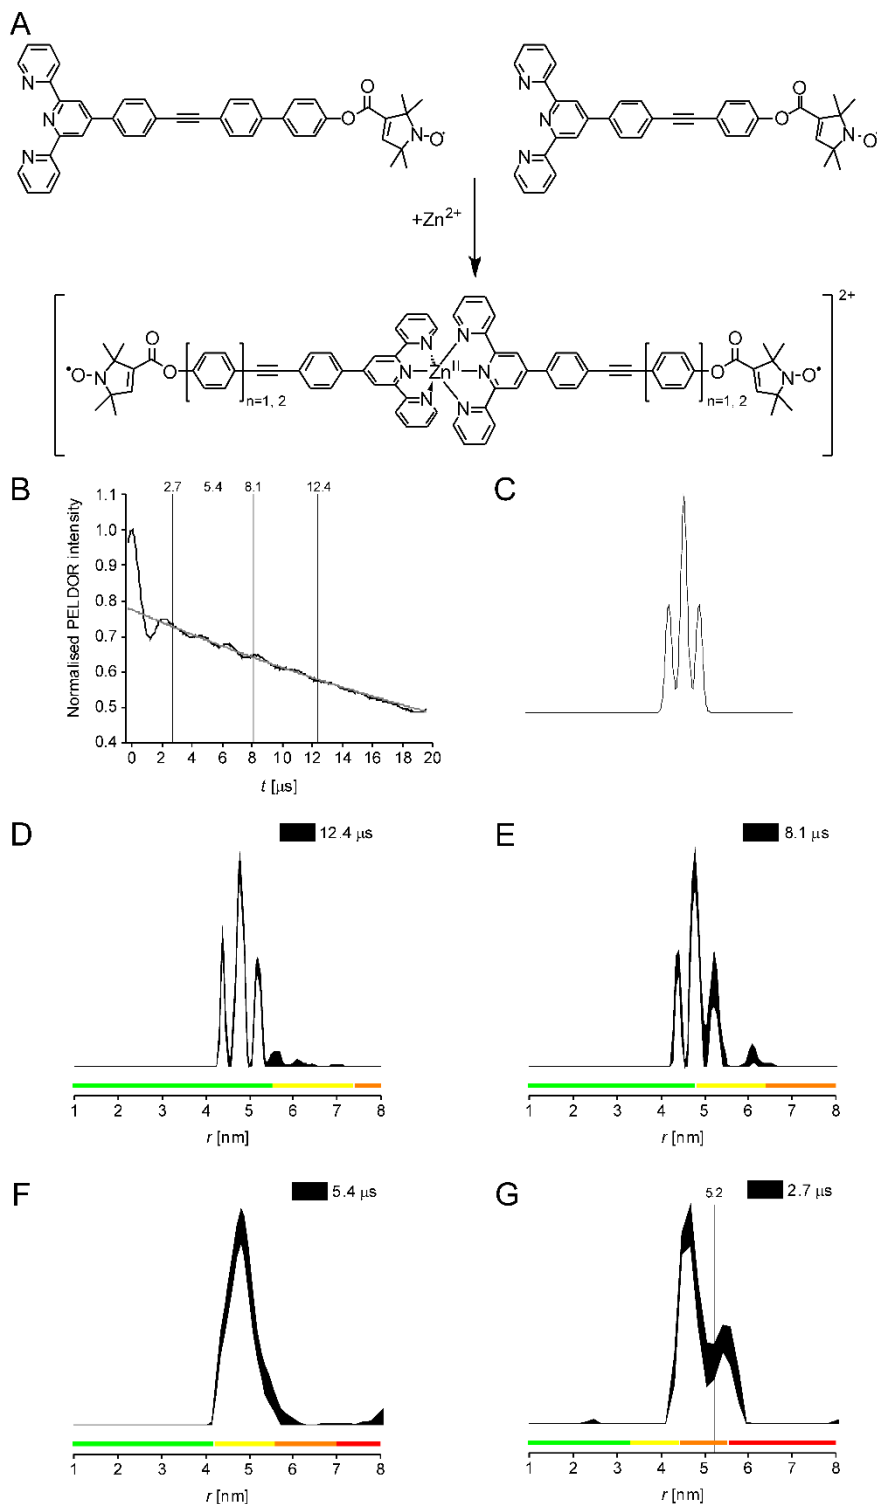 A
N
N
N
O
O
N
O•
N
N
N
O
O
N
O•
+Zn2+
2+
•O
N
O
O
n=1, 2
N
N
N
ZnII
N
N
N
n=1, 2
O
O
N
O•
B
2.7 5.4 8.1 12.4
1.1
1.0
0.9
0.8
0.7
0.6
0.5
0.4
Normalised PELDOR intensity
0 2 4 6 8 10 12 14 16 18 20
t [μs]
C
D
12.4 μs
1 2 3 4 5 6 7 8
r [nm]
E
8.1 μs
1 2 3 4 5 6 7 8
r [nm]
F
5.4 μs
1 2 3 4 5 6 7 8
r [nm]
G
5.2
2.7 μs
1 2 3 4 5 6 7 8
r [nm]